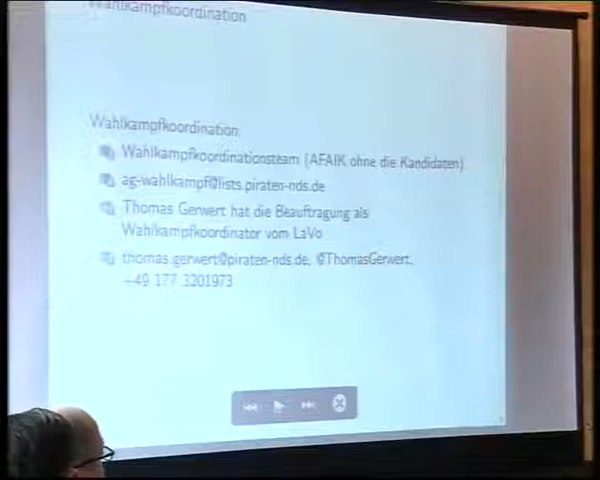 Wahlkampfkoordination
Wahlkampfkoordination
Wahlkampfkoordinationsteam (AFAIK ohne die Kandidaten)
ag-wahlkampf@lists.piraten-nds.de
Thomas Gerwert hat die Beauftragung als
Wahlkampfkoordinator vom LaVo
thomas.gerwert@piraten-nds.de, @ThomasGerwert,
+49 177 3201973